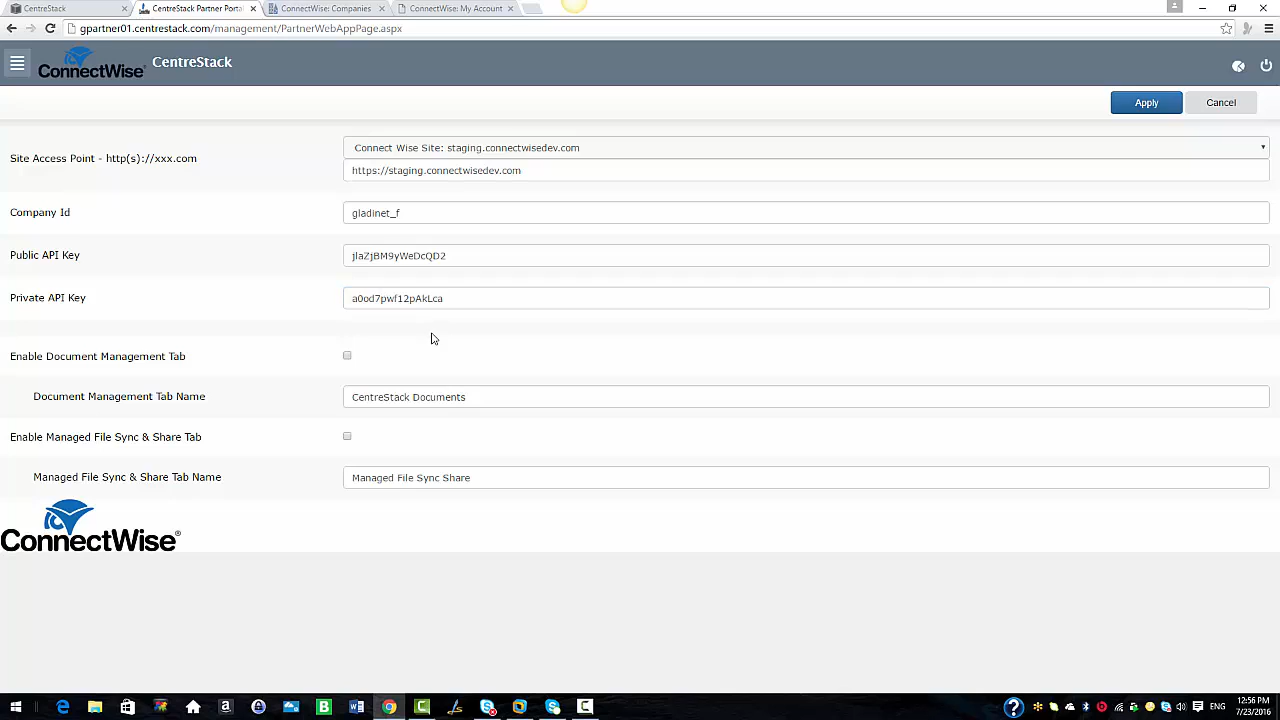 CentreStack
CentreStack Partner Porta
ConnectWise: Companies
ConnectWise: My Account
gpartner01.centrestack.com/management/PartnerWebAppPage.aspx
ConnectWise CentreStack
Apply Cancel
Site Access Point - http(s)://xxx.com
Connect Wise Site: staging.connectwisedev.com
https://staging.connectwisedev.com
Company Id gladinet_f
Public API Key jlaZjBM9yWeDcQD2
Private API Key a0od7pwf12pAkLca
Enable Document Management Tab
Document Management Tab Name CentreStack Documents
Enable Managed File Sync & Share Tab
Managed File Sync & Share Tab Name Managed File Sync Share
ConnectWise®
ENG
12:56 PM
7/23/2016